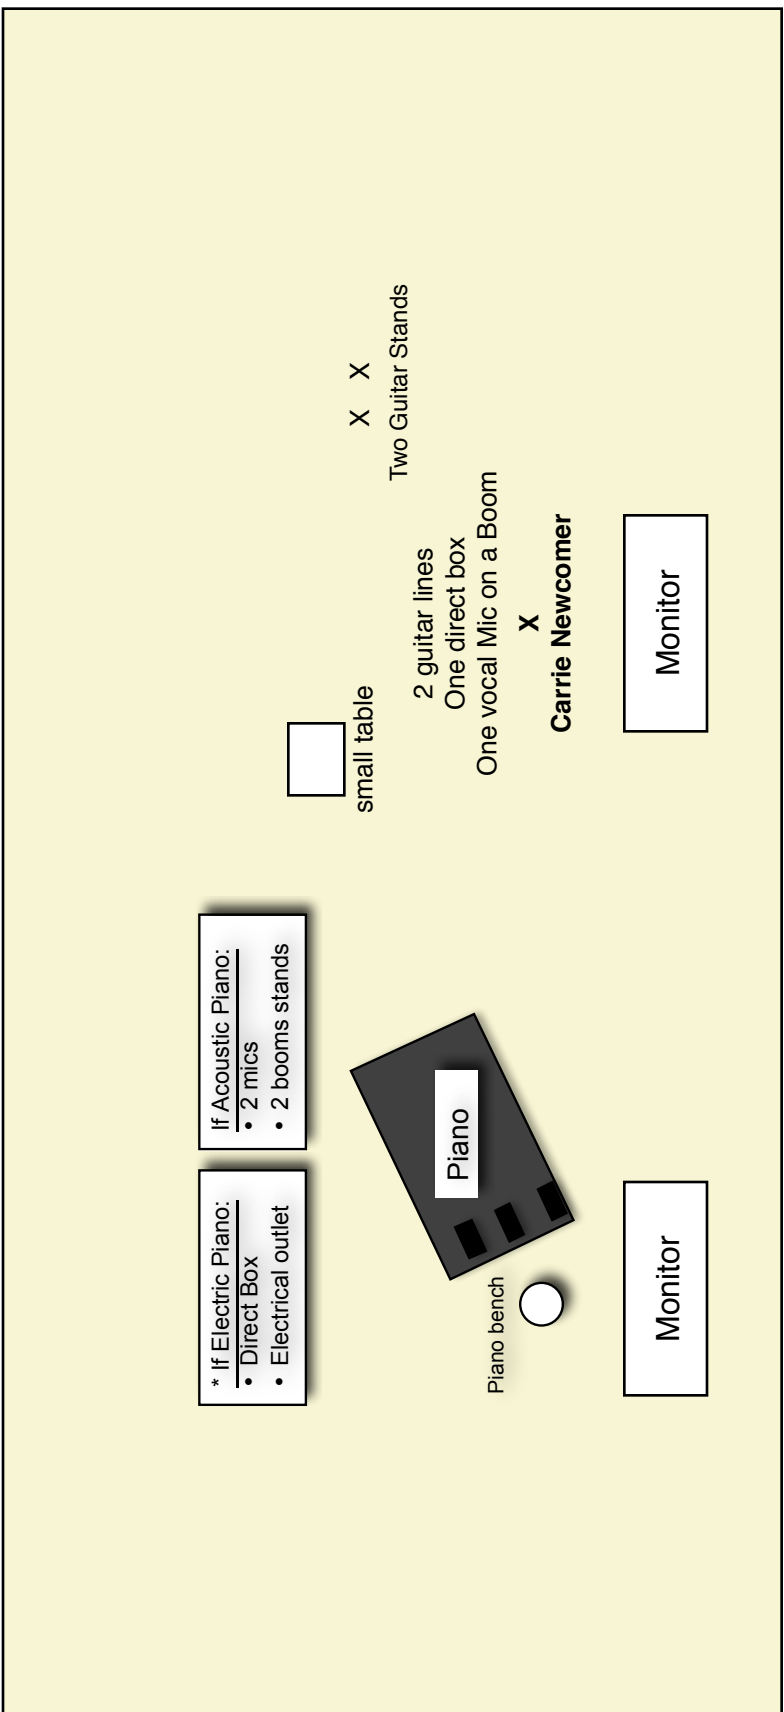 * If Electric Piano:
• Direct Box
• Electrical outlet
If Acoustic Piano:
• 2 mics
• 2 booms stands
small table
X X
Two Guitar Stands
2 guitar lines
One direct box
One vocal Mic on a Boom
X
Carrie Newcomer
Piano
Piano bench
Monitor
Monitor